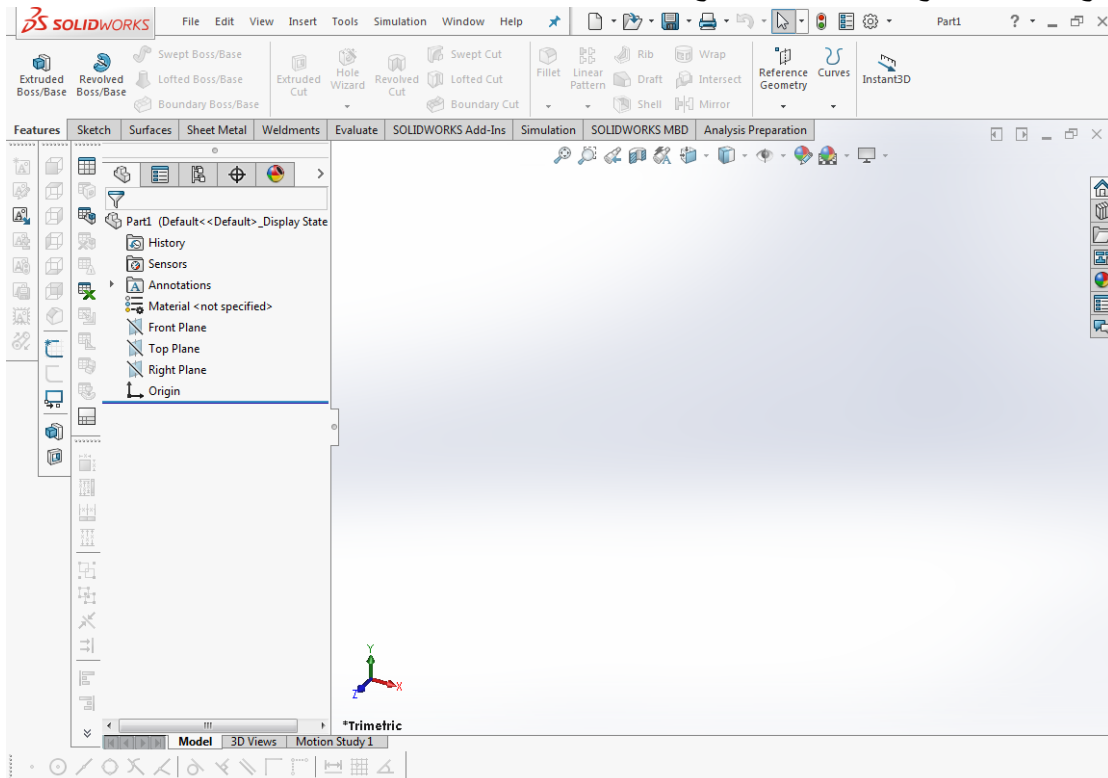 SOLIDWORKS File Edit View Insert Tools Simulation Window Help Part1 ?
Extruded Boss/Base
Revolved Boss/Base
Swept Boss/Base
Lofted Boss/Base
Boundary Boss/Base
Extruded Cut
Hole Wizard
Revolved Cut
Swept Cut
Lofted Cut
Boundary Cut
Fillet
Linear Pattern
Rib
Draft
Shell
Wrap
Intersect
Mirror
Reference Geometry
Curves
Instant3D
Features Sketch Surfaces Sheet Metal Weldments Evaluate SOLIDWORKS Add-Ins Simulation SOLIDWORKS MBD Analysis Preparation
Part1 (Default<<Default>_Display State
History
Sensors
Annotations
Material <not specified>
Front Plane
Top Plane
Right Plane
Origin
Y
X
Z
*Trimetric
Model 3D Views Motion Study 1